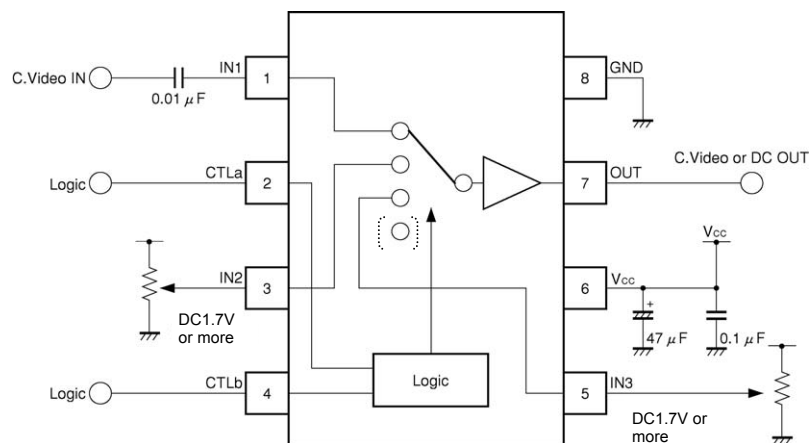 IN1
1
8
GND
C.Video IN
0.01 μF
C.Video or DC OUT
CTLa
2
7
OUT
Logic
Vcc
IN2
3
6
Vcc
DC1.7V
or more
+
47 μF
0.1 μF
Logic
CTLb
4
Logic
5
IN3
DC1.7V or
more